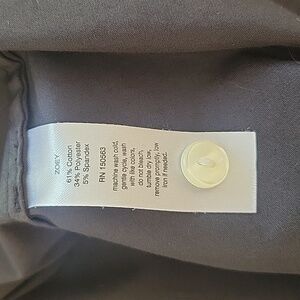 ZOEY
61% Cotton
34% Polyester
5% Spandex
RN 150563
machine wash cold,
gentle cycle, wash
with like colors,
do not bleach,
tumble dry low,
remove promptly, low
iron if needed.